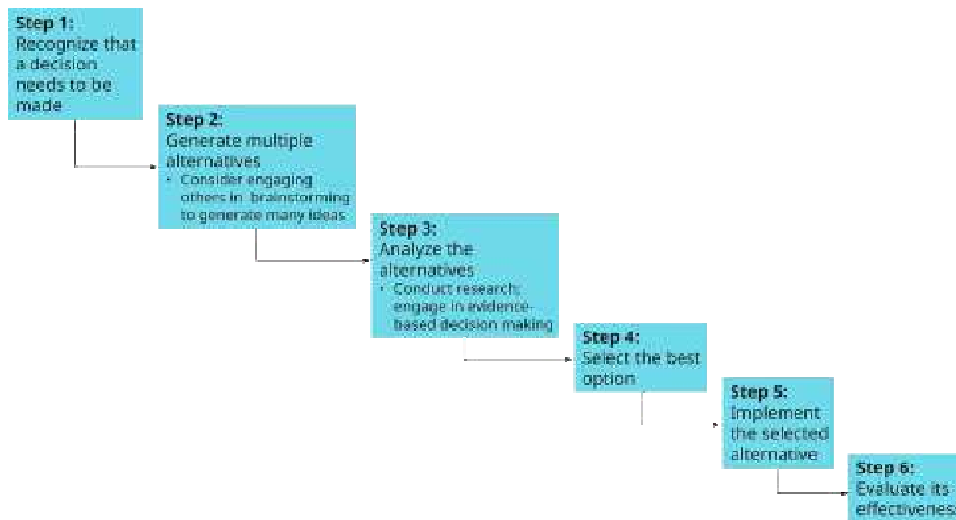 Step 1:
Recognize that
a decision
needs to be
made
Step 2:
Generate multiple
alternatives
• Consider engaging
others in brainstorming
to generate many ideas
Step 3:
Analyze the
alternatives
• Conduct research;
engage in evidence-
based decision making
Step 4:
Select the best
option
Step 5:
Implement
the selected
alternative
Step 6:
Evaluate its
effectivenes